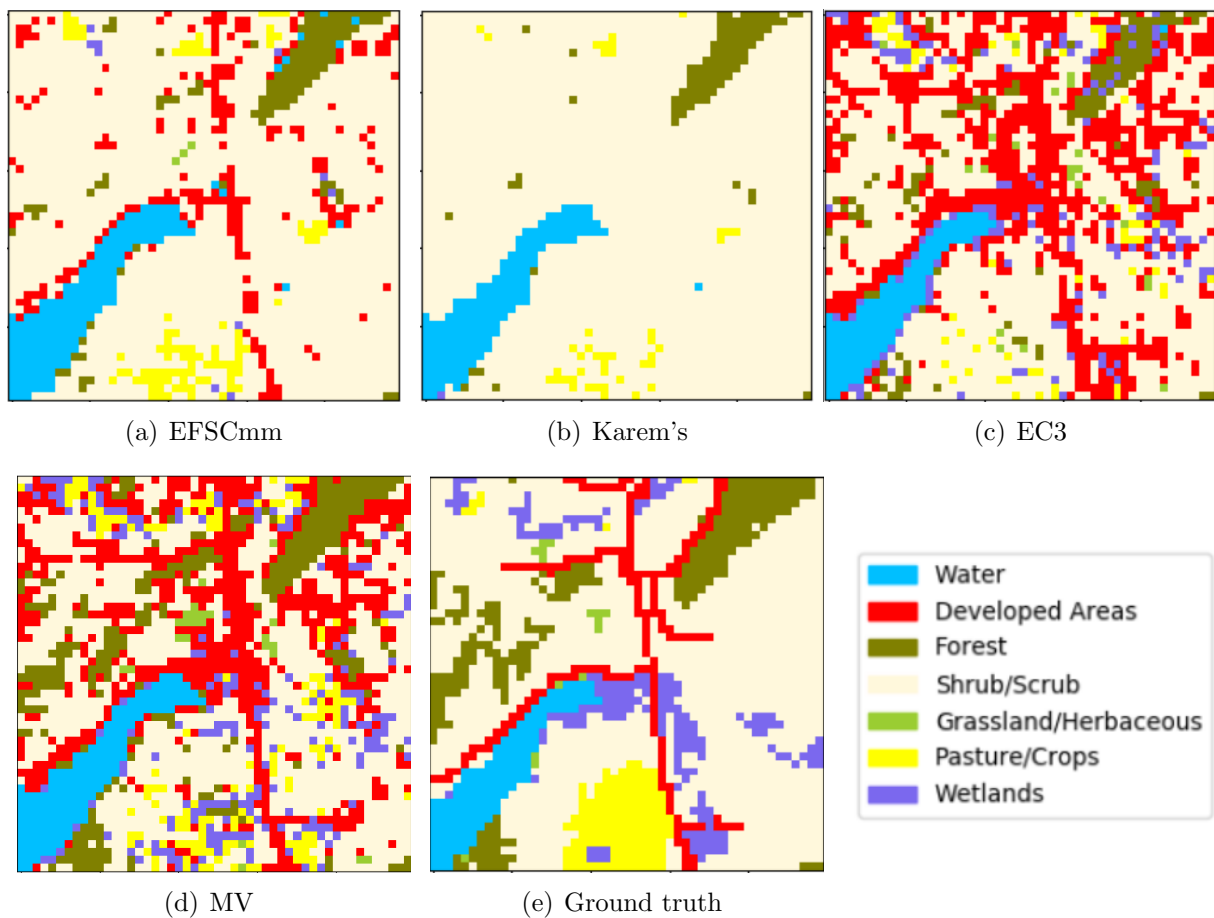 (a) EFSCmm
(b) Karem's
(c) EC3
(d) MV
(e) Ground truth
Water
Developed Areas
Forest
Shrub/Scrub
Grassland/Herbaceous
Pasture/Crops
Wetlands